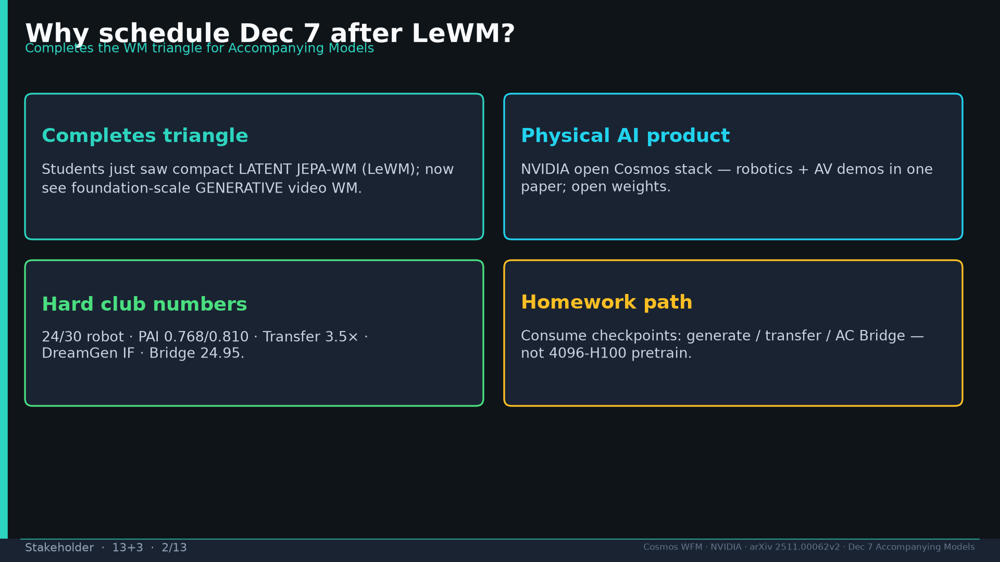 Why schedule Dec 7 after LeWM?
Completes the WM triangle for Accompanying Models
Completes triangle
Students just saw compact LATENT JEPA-WM (LeWM); now
see foundation-scale GENERATIVE video WM.
Physical AI product
NVIDIA open Cosmos stack — robotics + AV demos in one
paper; open weights.
Hard club numbers
24/30 robot · PAI 0.768/0.810 · Transfer 3.5× ·
DreamGen IF · Bridge 24.95.
Homework path
Consume checkpoints: generate / transfer / AC Bridge —
not 4096-H100 pretrain.
Stakeholder · 13+3 · 2/13
Cosmos WFM · NVIDIA · arXiv 2511.00062v2 · Dec 7 Accompanying Models